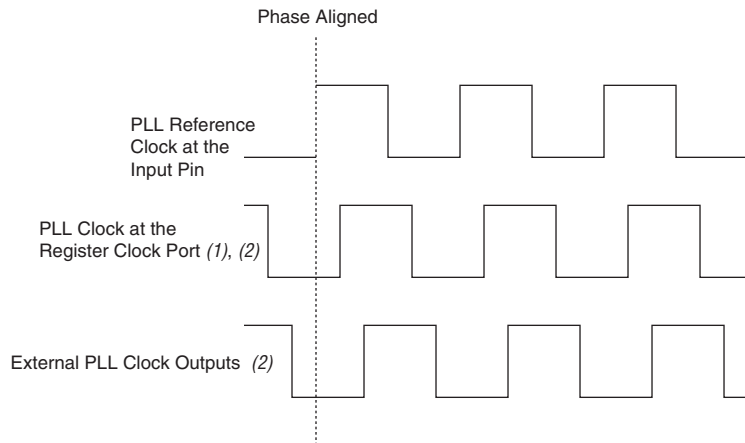 Phase Aligned
PLL Reference
Clock at the
Input Pin
PLL Clock at the
Register Clock Port (1), (2)
External PLL Clock Outputs (2)